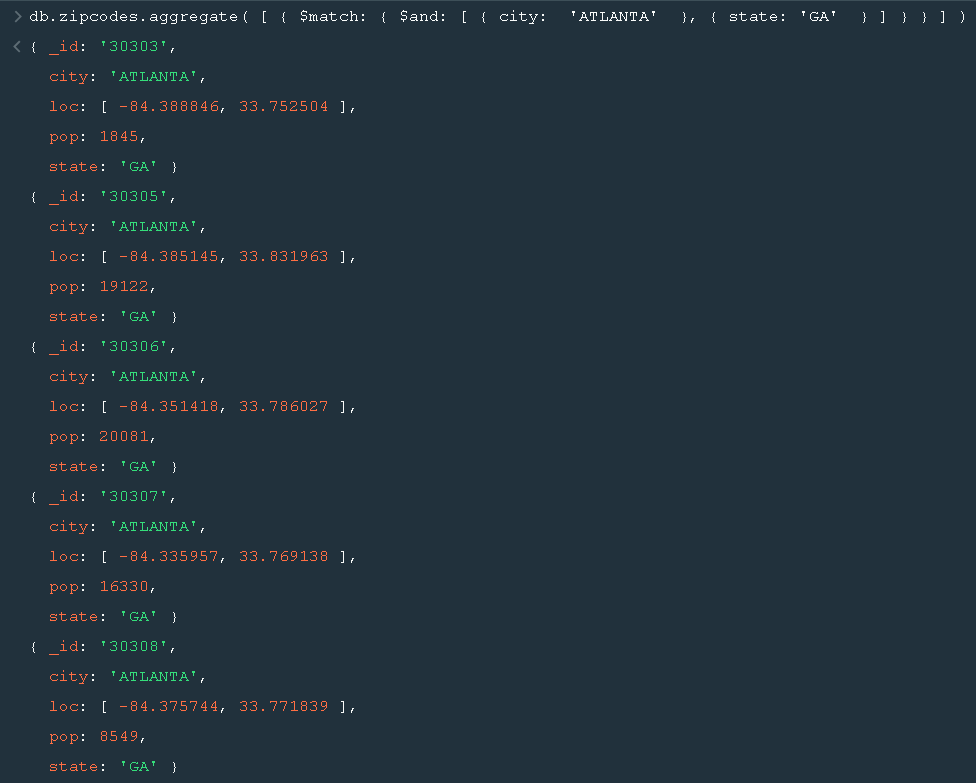 > db.zipcodes.aggregate( [ { $match: { $and: [ { city:  'ATLANTA'  }, { state: 'GA'  } ] } } ] )
< { _id: '30303',
city: 'ATLANTA',
loc: [ -84.388846, 33.752504 ],
pop: 1845,
state: 'GA' }
{ _id: '30305',
city: 'ATLANTA',
loc: [ -84.385145, 33.831963 ],
pop: 19122,
state: 'GA' }
{ _id: '30306',
city: 'ATLANTA',
loc: [ -84.351418, 33.786027 ],
pop: 20081,
state: 'GA' }
{ _id: '30307',
city: 'ATLANTA',
loc: [ -84.335957, 33.769138 ],
pop: 16330,
state: 'GA' }
{ _id: '30308',
city: 'ATLANTA',
loc: [ -84.375744, 33.771839 ],
pop: 8549,
state: 'GA' }